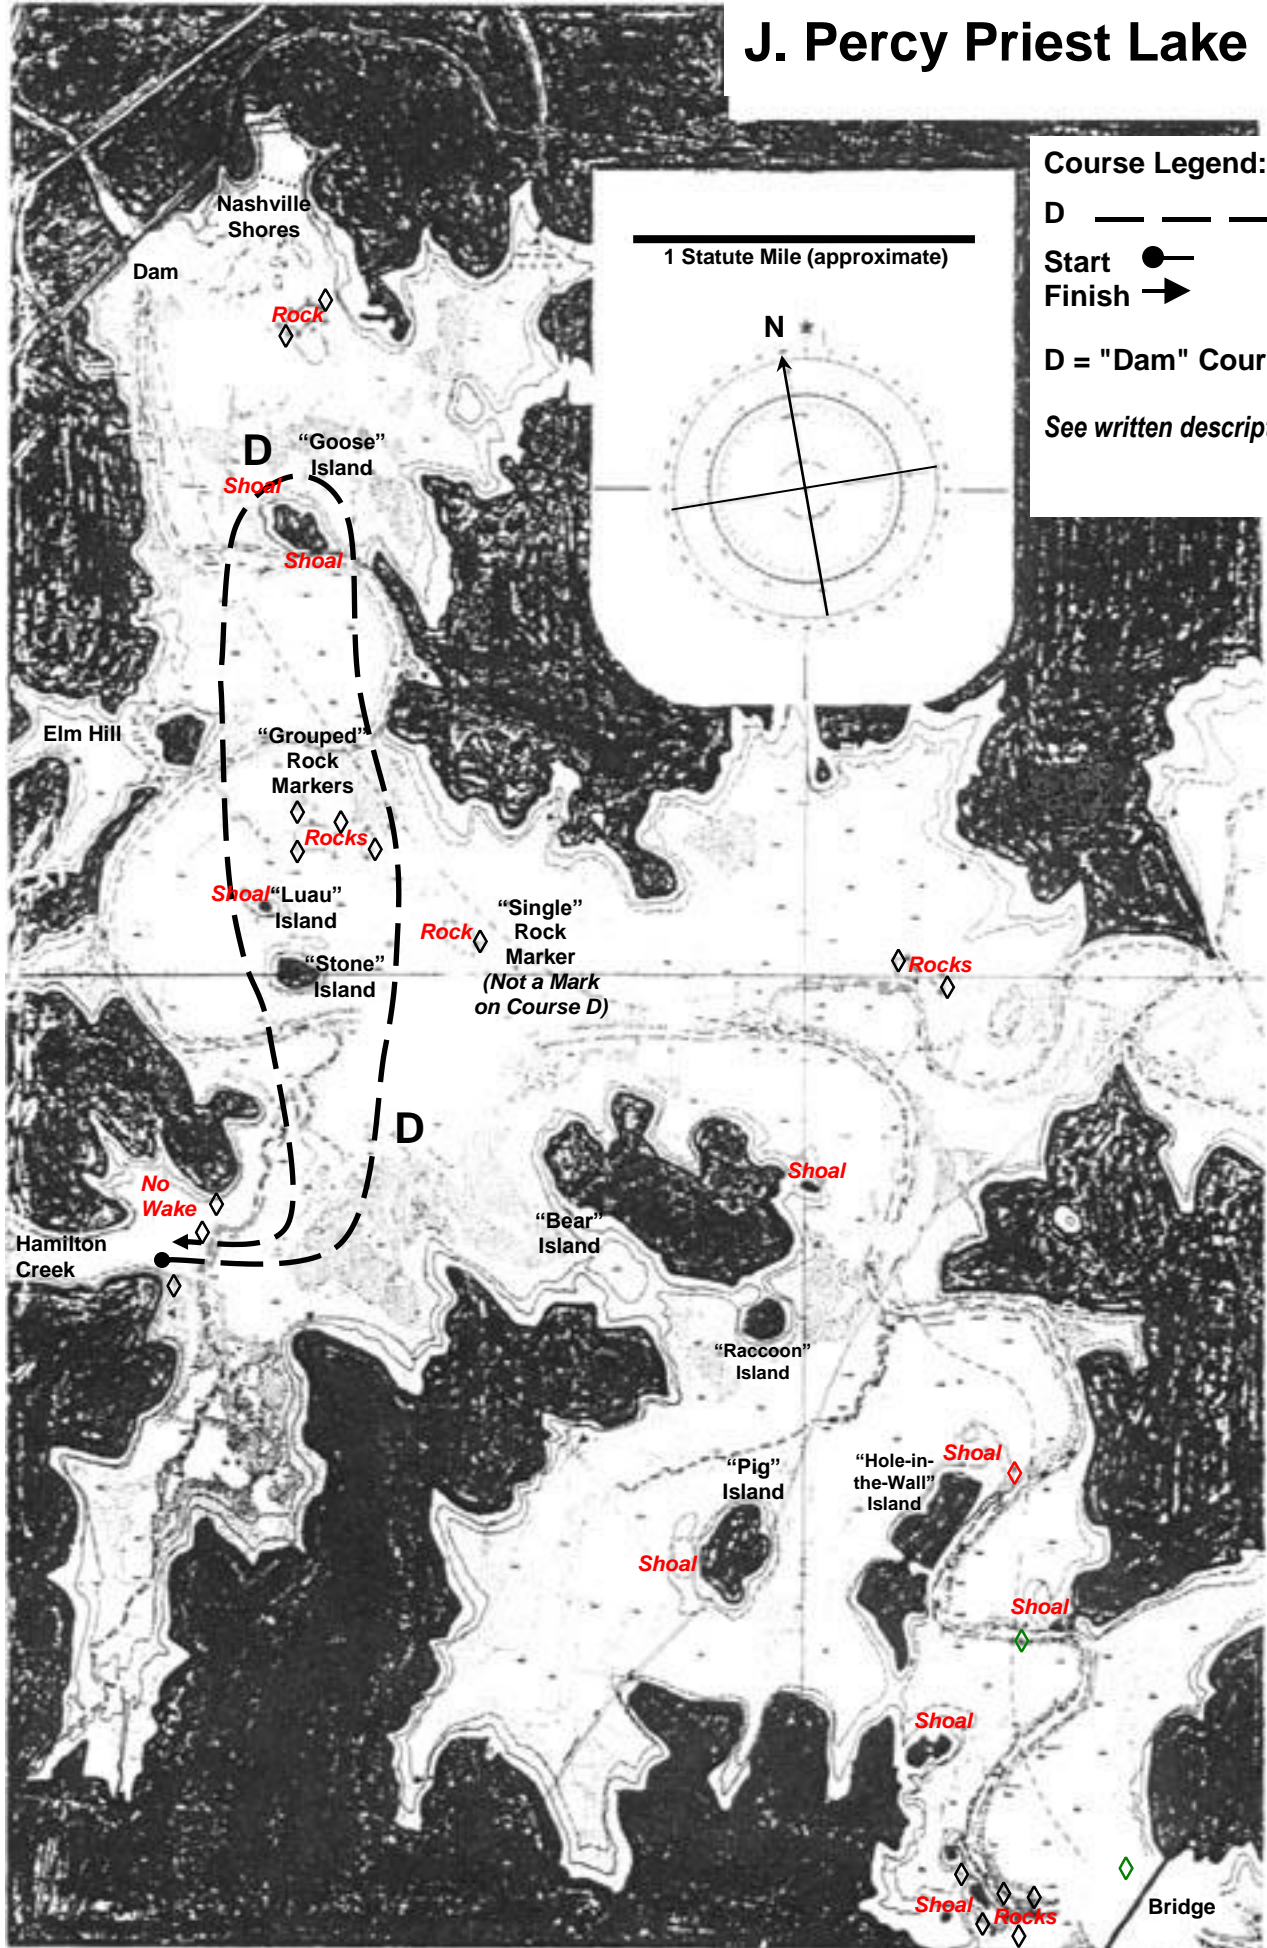 J. Percy Priest Lake
Course Legend:
D
Start
Finish
D = "Dam" Cour
See written descript
1 Statute Mile (approximate)
N
Nashville
Shores
Dam
Rock
D
“Goose”
Island
Shoal
Shoal
Elm Hill
“Grouped”
Rock
Markers
Rocks
Shoal
“Luau”
Island
“Stone”
Island
Rock
“Single”
Rock
Marker
(Not a Mark
on Course D)
Rocks
D
No
Wake
Hamilton
Creek
“Bear”
Island
Shoal
“Raccoon”
Island
“Pig”
Island
Shoal
“Hole-in-
the-Wall”
Island
Shoal
Shoal
Shoal
Shoal
Rocks
Bridge